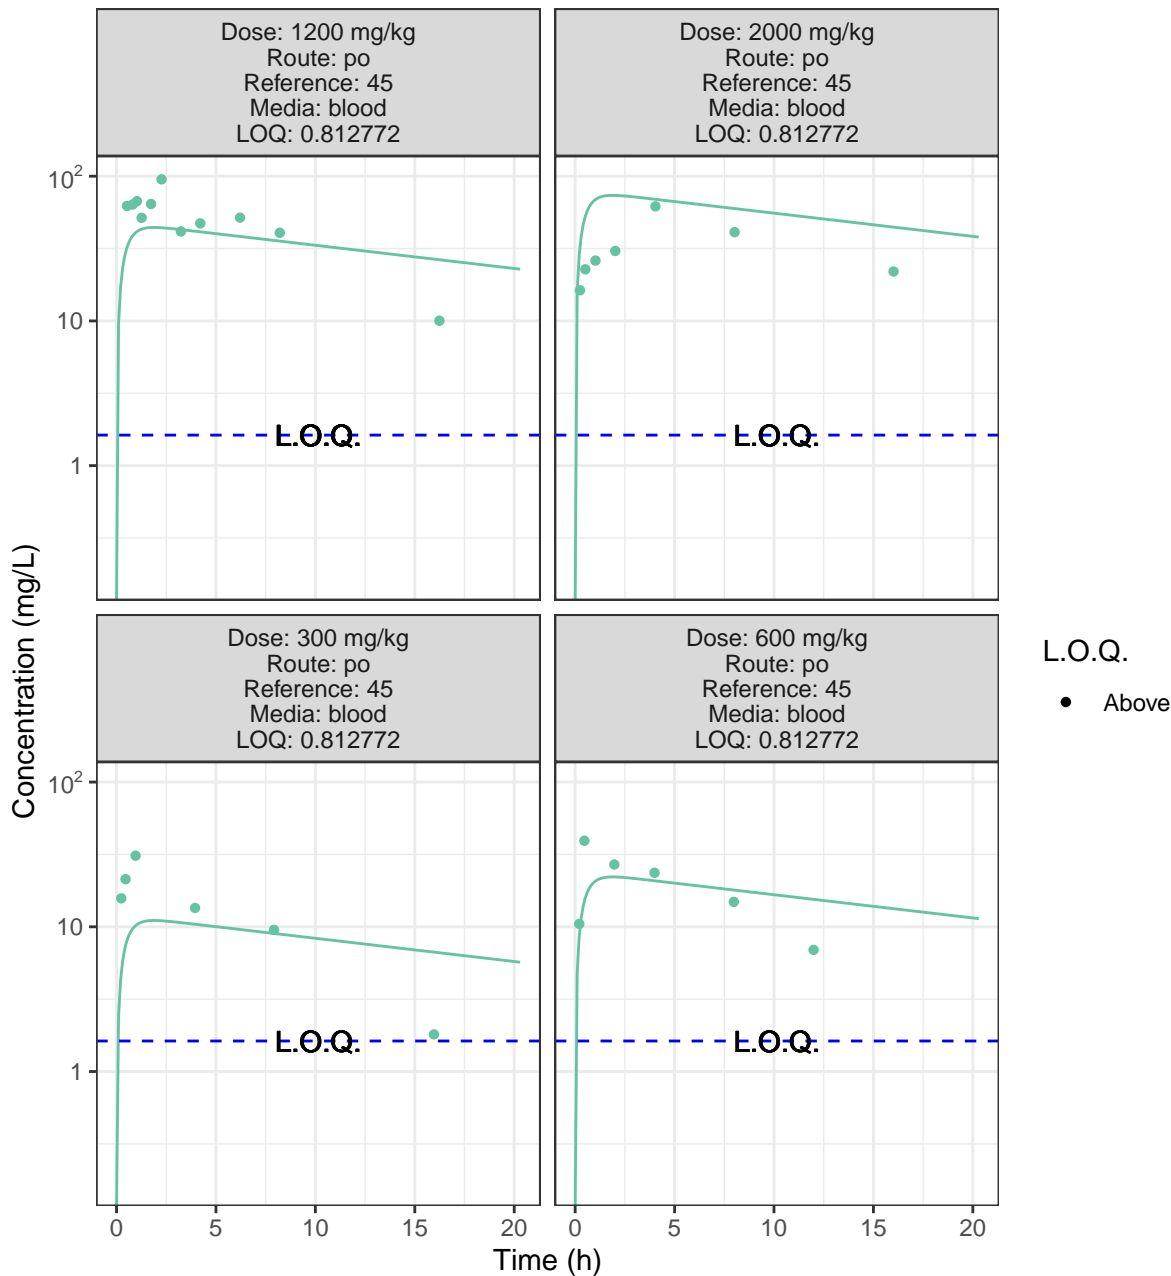 Dose: 1200 mg/kg
Route: po
Reference: 45
Media: blood
LOQ: 0.812772
Dose: 2000 mg/kg
Route: po
Reference: 45
Media: blood
LOQ: 0.812772
10²
10
1
L.O.Q.
L.O.Q.
Concentration (mg/L)
Dose: 300 mg/kg
Route: po
Reference: 45
Media: blood
LOQ: 0.812772
Dose: 600 mg/kg
Route: po
Reference: 45
Media: blood
LOQ: 0.812772
10²
10
1
L.O.Q.
L.O.Q.
0 5 10 15 20
0 5 10 15 20
Time (h)
L.O.Q.
Above